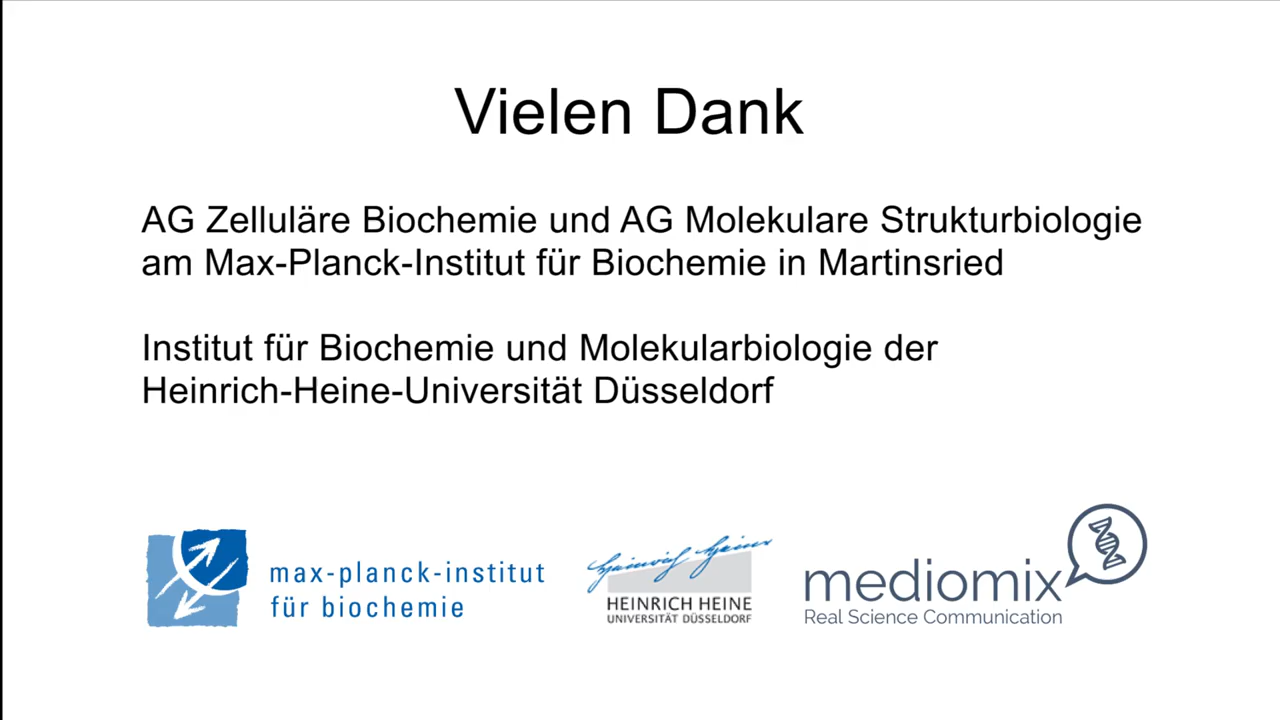 Vielen Dank
AG Zelluläre Biochemie und AG Molekulare Strukturbiologie
am Max-Planck-Institut für Biochemie in Martinsried
Institut für Biochemie und Molekularbiologie der
Heinrich-Heine-Universität Düsseldorf
max-planck-institut
für biochemie
Heinrich Heine
HEINRICH HEINE
UNIVERSITÄT DÜSSELDORF
mediomix
Real Science Communication